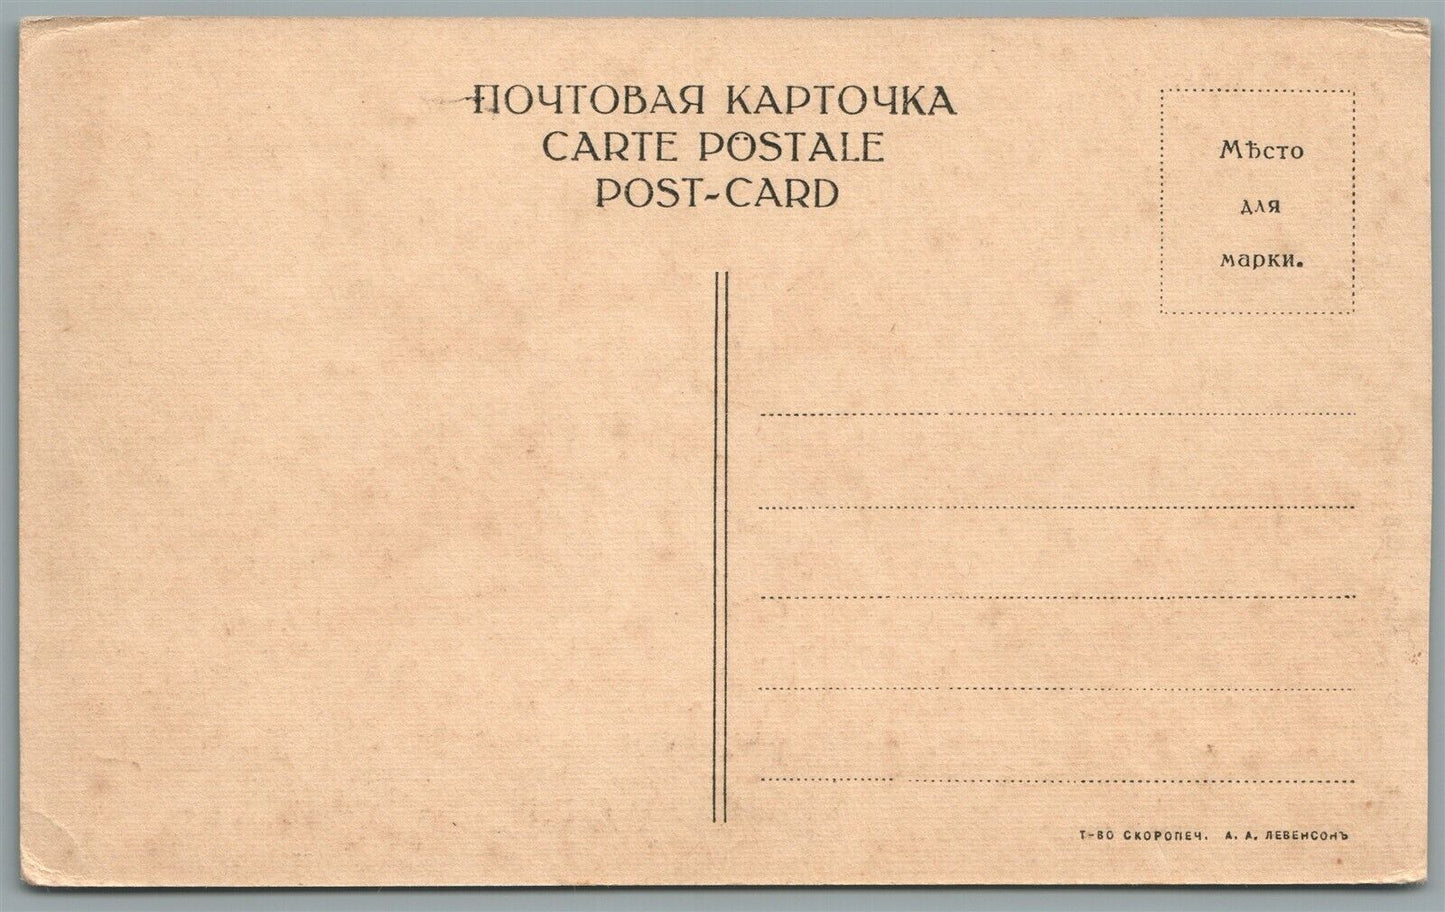 ПОЧТОВАЯ КАРТОЧКА
CARTE POSTALE
POST-CARD
Мѣсто
для
марки.
Т-ВО СКОРОПЕЧ. А. А. ЛЕВЕНСОНЪ